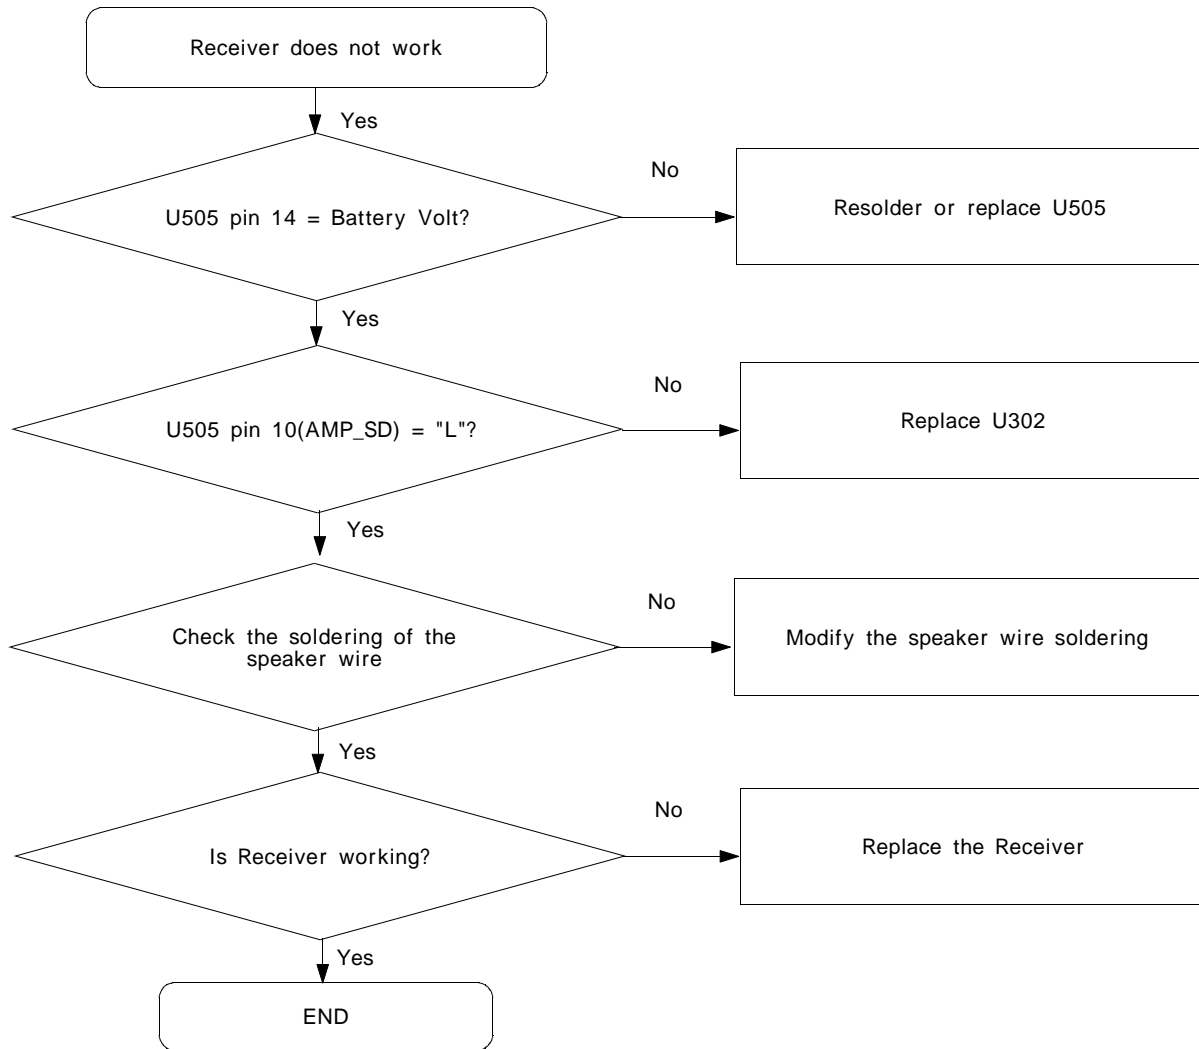 Receiver does not work
Yes
U505 pin 14 = Battery Volt?
No
Resolder or replace U505
Yes
U505 pin 10(AMP_SD) = "L"?
No
Replace U302
Yes
Check the soldering of the
speaker wire
No
Modify the speaker wire soldering
Yes
Is Receiver working?
No
Replace the Receiver
Yes
END